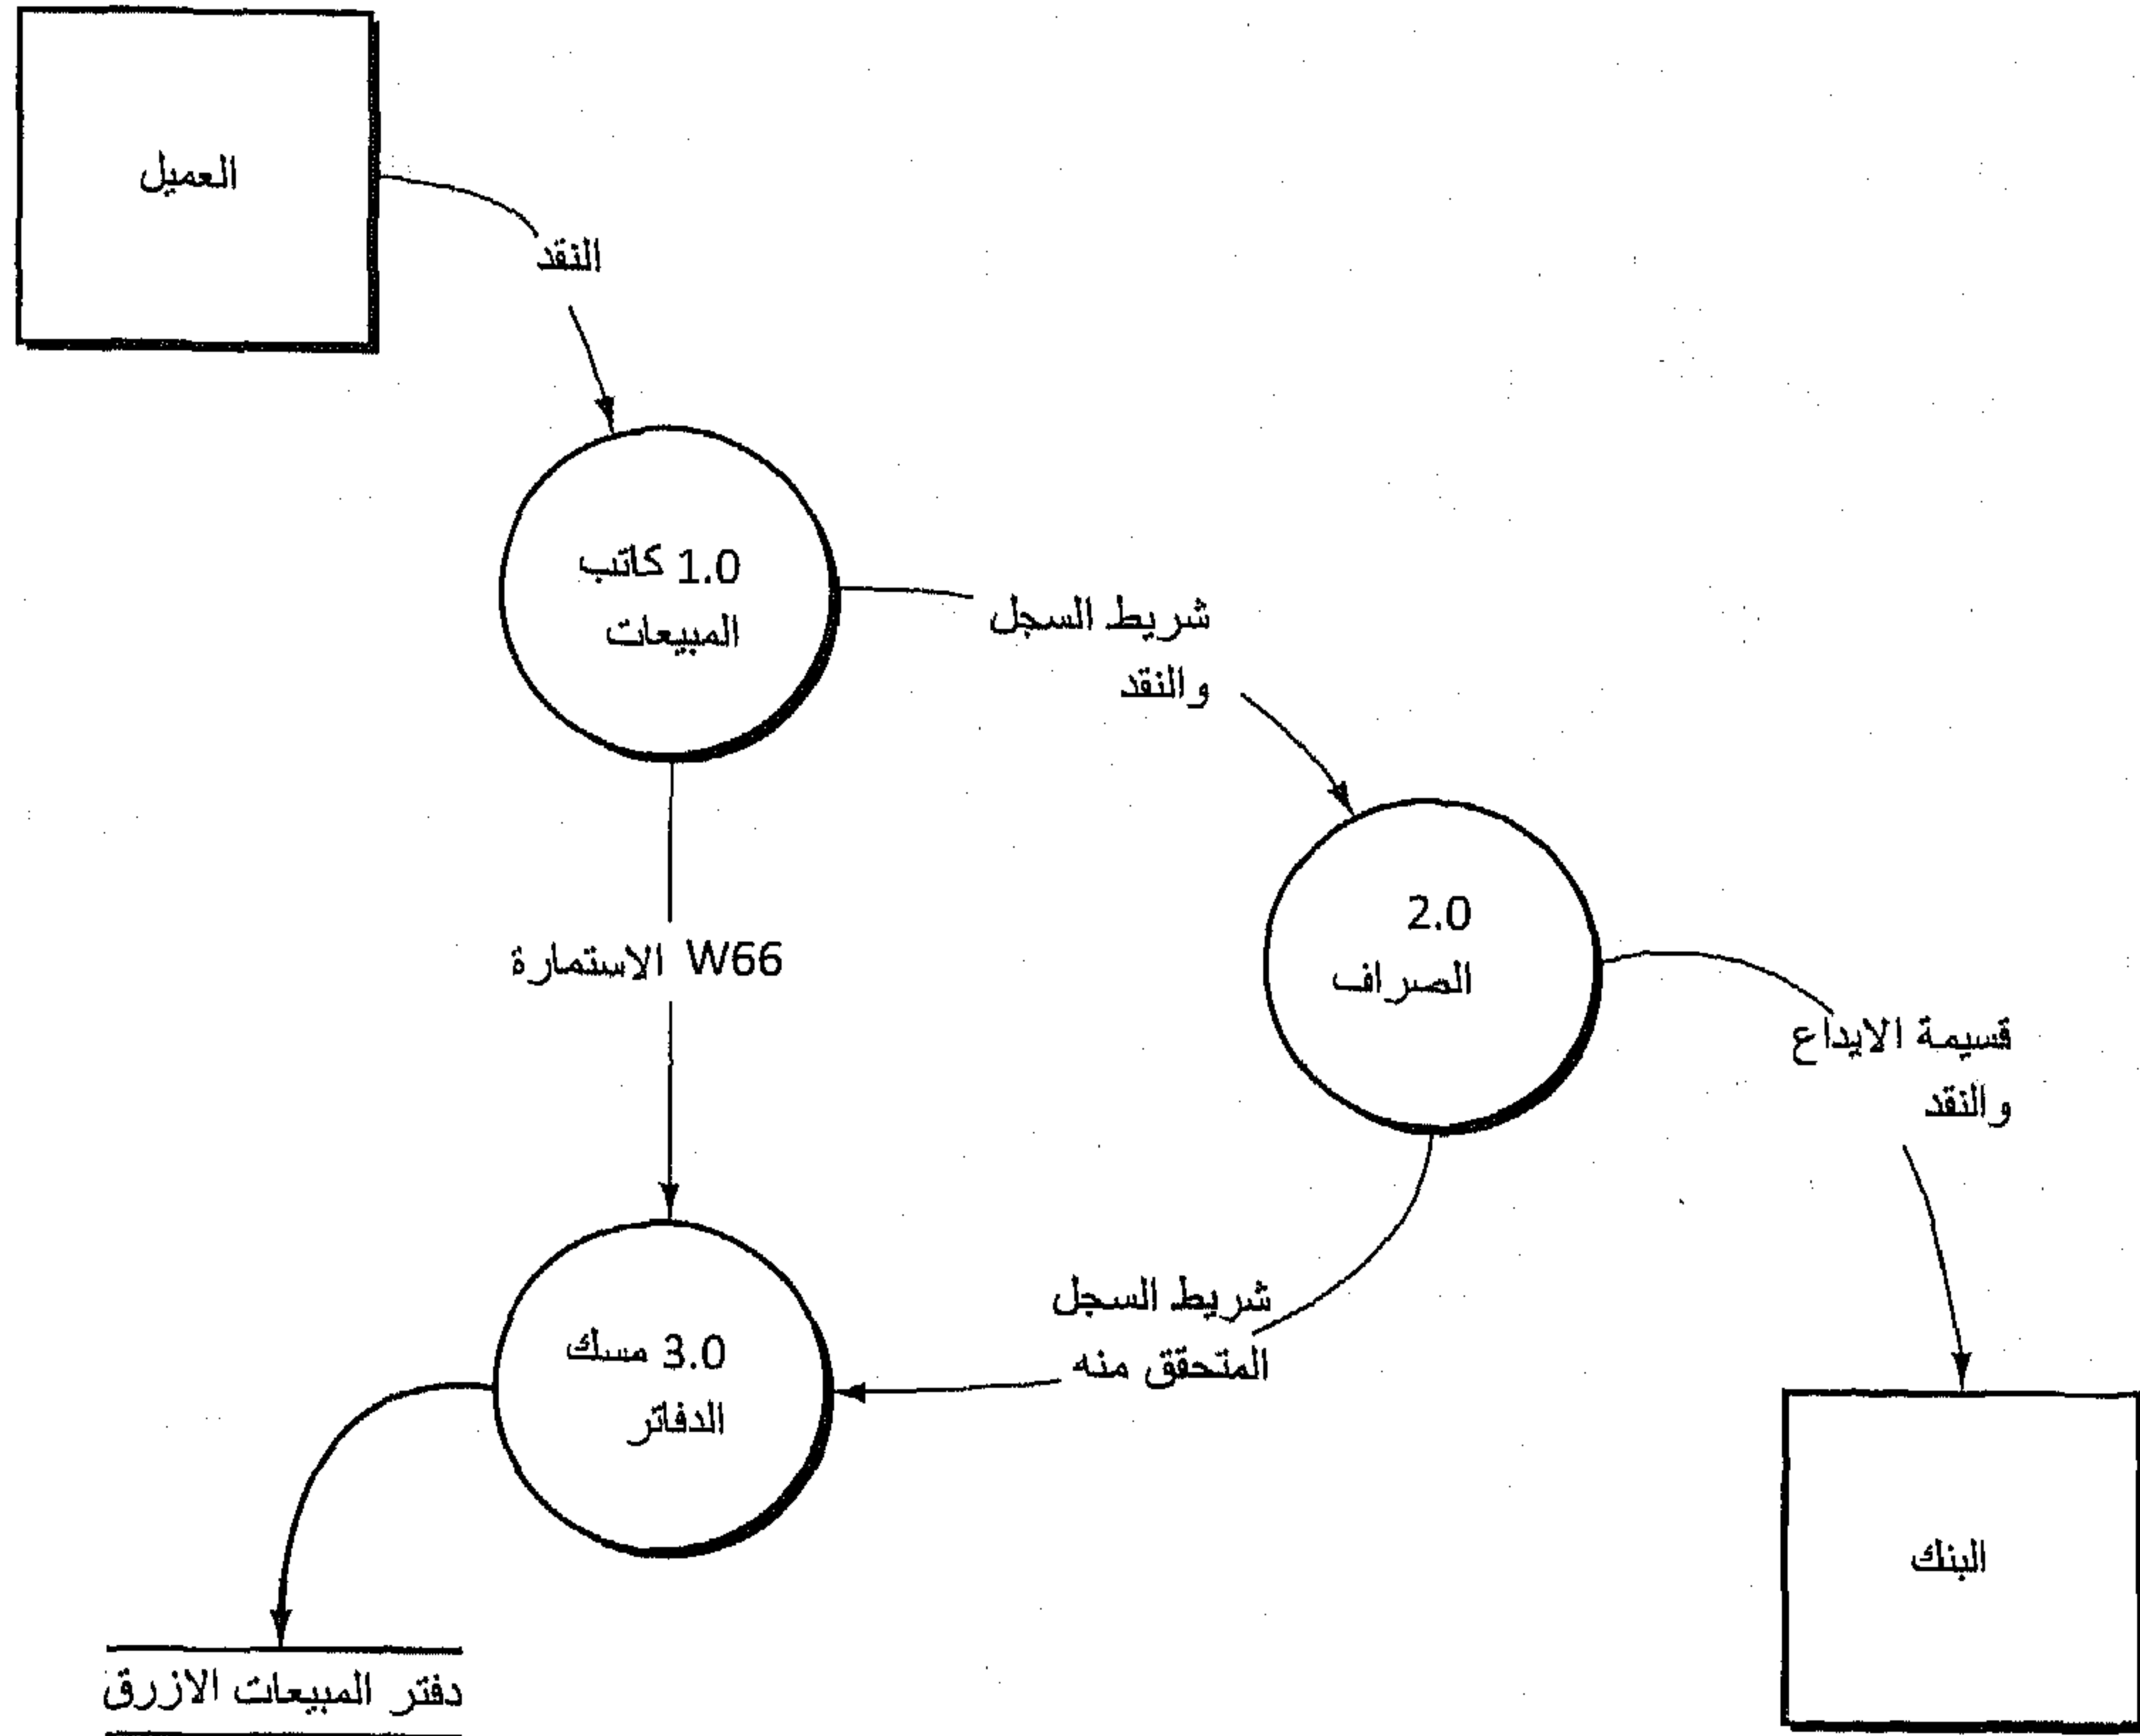 العميل
النقد
1.0 كاتب
المبيعات
شريط السجل
والنقد
2.0
الصراف
W66 الاستمارة
قسيمة الايداع
والنقد
شريط السجل
المتحقق منه
3.0 مسك
الدفاتر
البنك
دفتر المبيعات الازرق